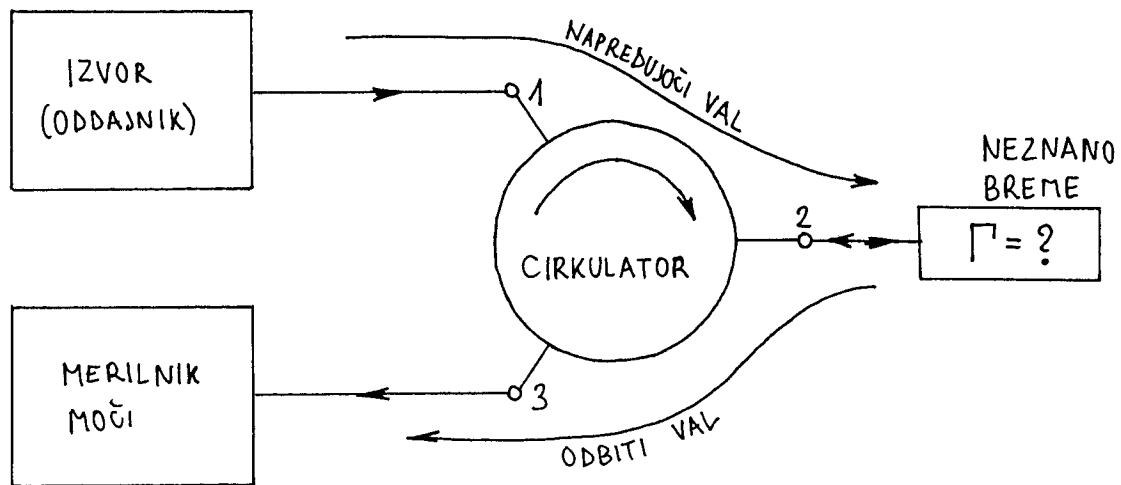 IZVOR
(ODDAJNIK)
NAPREDUJOČI VAL
1
CIRKULATOR
2
NEZNANO
BREME
Γ = ?
3
MERILNIK
MOČI
ODBITI VAL